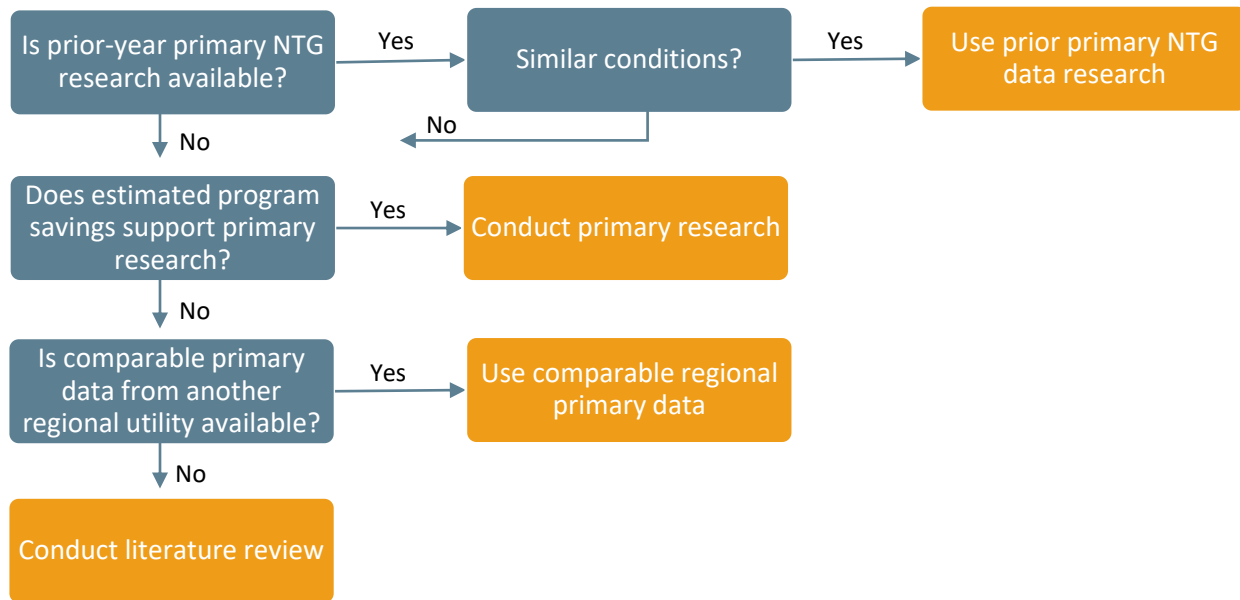 Is prior-year primary NTG
research available?
Yes
Similar conditions?
Yes
Use prior primary NTG
data research
No
No
Does estimated program
savings support primary
research?
Yes
Conduct primary research
No
Is comparable primary
data from another
regional utility available?
Yes
Use comparable regional
primary data
No
Conduct literature review